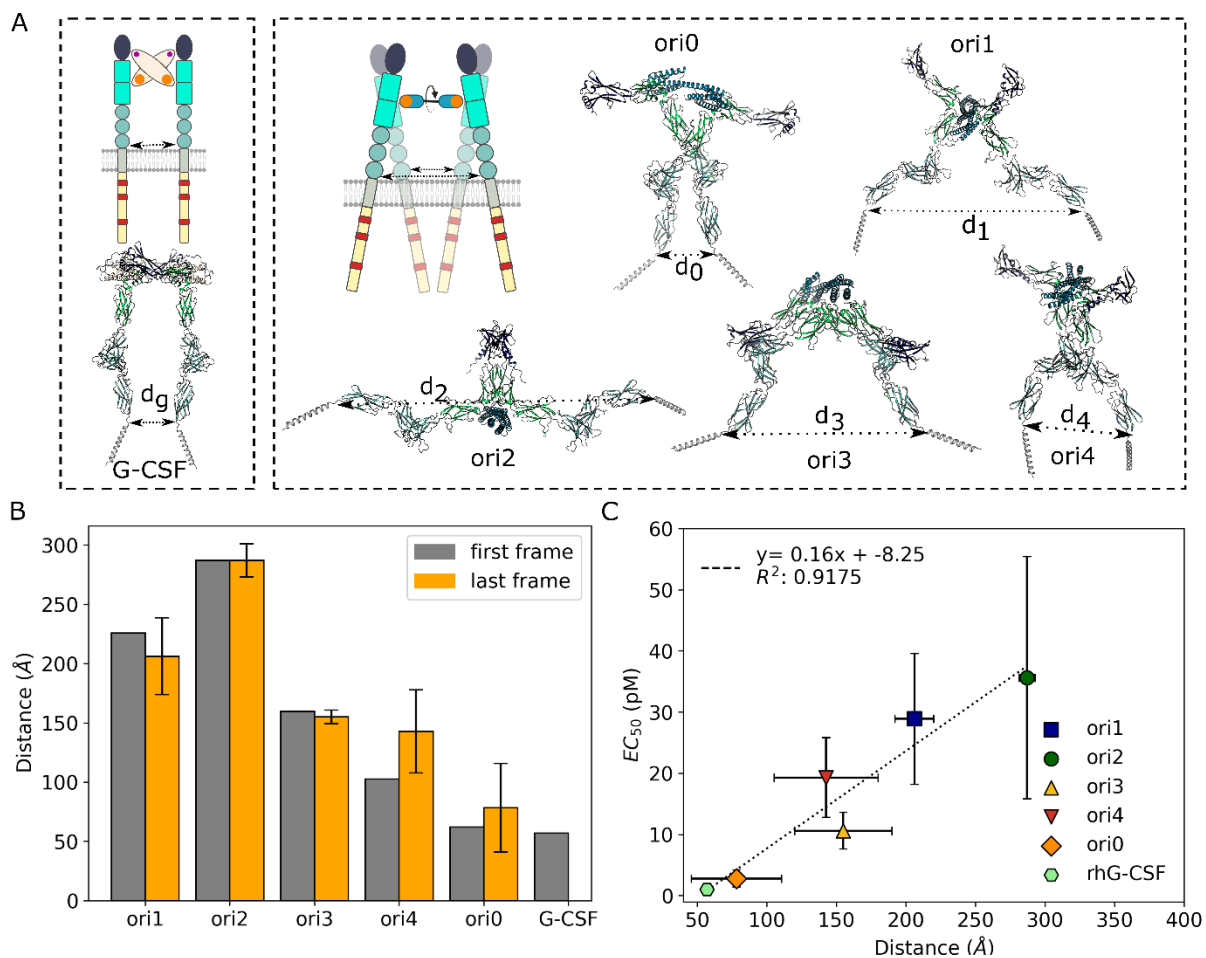 A
ori0
ori1
d0
d1
dg
G-CSF
d2
ori2
d3
ori3
d4
ori4
B
Distance (Å)
300
250
200
150
100
50
0
first frame
last frame
ori1
ori2
ori3
ori4
ori0
G-CSF
C
EC50 (pM)
60
50
40
30
20
10
0
y= 0.16x + -8.25
R²: 0.9175
ori1
ori2
ori3
ori4
ori0
rhG-CSF
50
100
150
200
250
300
350
400
Distance (Å)